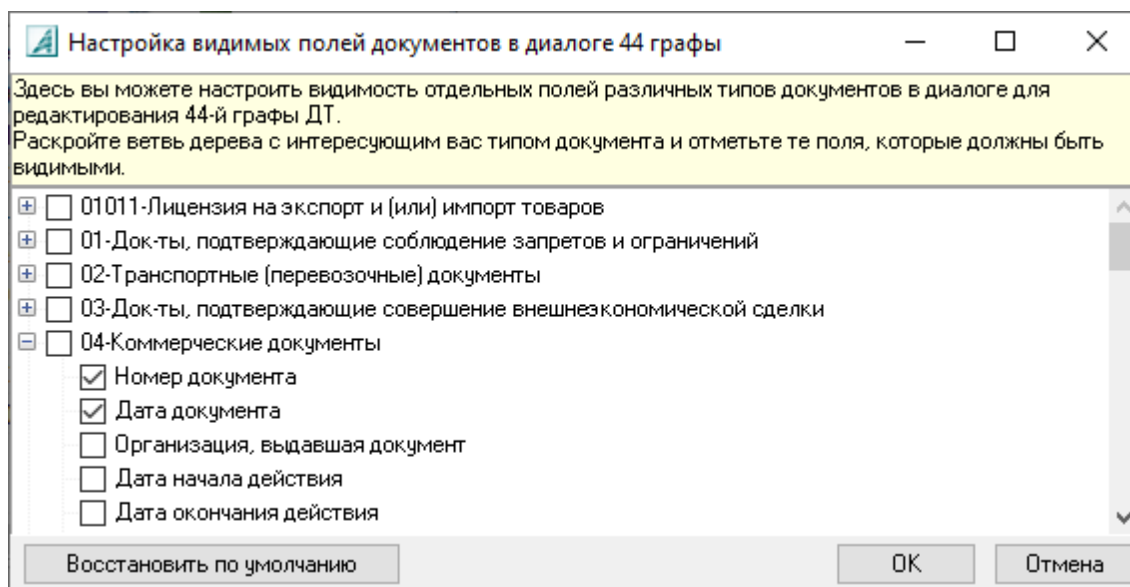 Настройка видимых полей документов в диалоге 44 графы
Здесь вы можете настроить видимость отдельных полей различных типов документов в диалоге для
редактирования 44-й графы ДТ.
Раскройте ветвь дерева с интересующим вас типом документа и отметьте те поля, которые должны быть
видимыми.
01011-Лицензия на экспорт и (или) импорт товаров
01-Док-ты, подтверждающие соблюдение запретов и ограничений
02-Транспортные (перевозочные) документы
03-Док-ты, подтверждающие совершение внешнеэкономической сделки
04-Коммерческие документы
Номер документа
Дата документа
Организация, выдавшая документ
Дата начала действия
Дата окончания действия
Восстановить по умолчанию
OK
Отмена